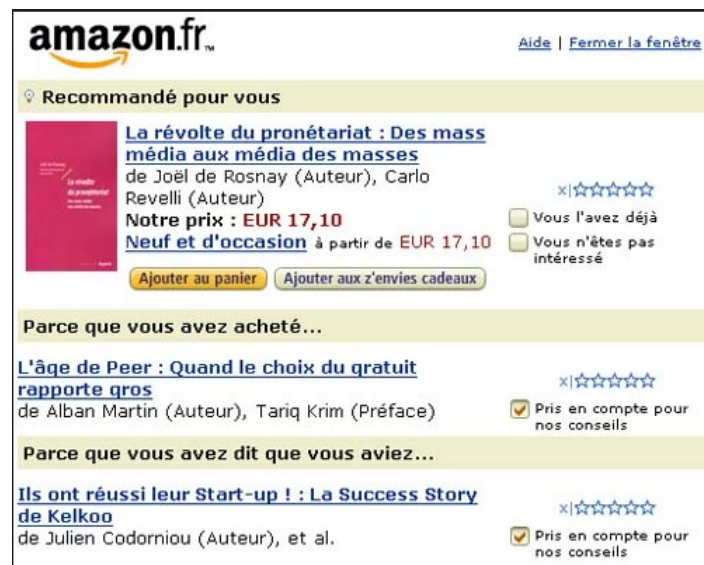 amazon.fr™
Aide | Fermer la fenêtre
Recommandé pour vous
La révolte du pronétariat : Des mass
média aux média des masses
de Joël de Rosnay (Auteur), Carlo
Revelli (Auteur)
Notre prix : EUR 17,10
Neuf et d'occasion à partir de EUR 17,10
Ajouter au panier
Ajouter aux z'envies cadeaux
x|
Vous l'avez déjà
Vous n'êtes pas
intéressé
La révolte
du pronétariat
Parce que vous avez acheté...
L'âge de Peer : Quand le choix du gratuit
rapporte gros
de Alban Martin (Auteur), Tariq Krim (Préface)
x|
Pris en compte pour
nos conseils
Parce que vous avez dit que vous aviez...
Ils ont réussi leur Start-up ! : La Success Story
de Kelkoo
de Julien Codorniou (Auteur), et al.
x|
Pris en compte pour
nos conseils